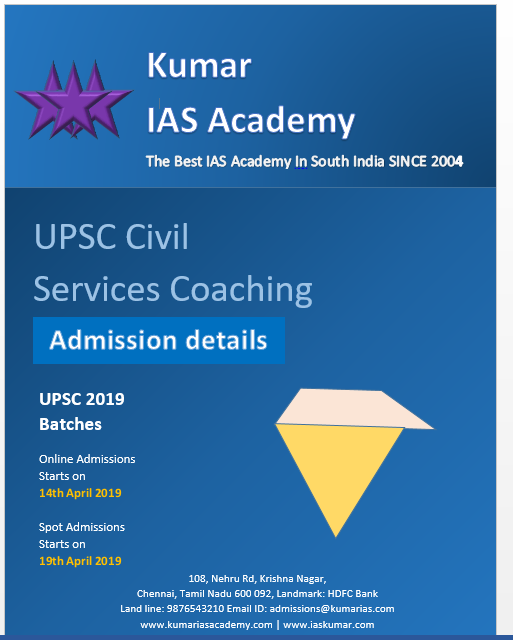 Kumar
IAS Academy
The Best IAS Academy In South India SINCE 2004
UPSC Civil
Services Coaching
Admission details
UPSC 2019
Batches
Online Admissions
Starts on
14th April 2019
Spot Admissions
Starts on
19th April 2019
108, Nehru Rd, Krishna Nagar,
Chennai, Tamil Nadu 600 092, Landmark: HDFC Bank
Land line: 9876543210 Email ID: admissions@kumarias.com
www.kumariasacademy.com | www.iaskumar.com